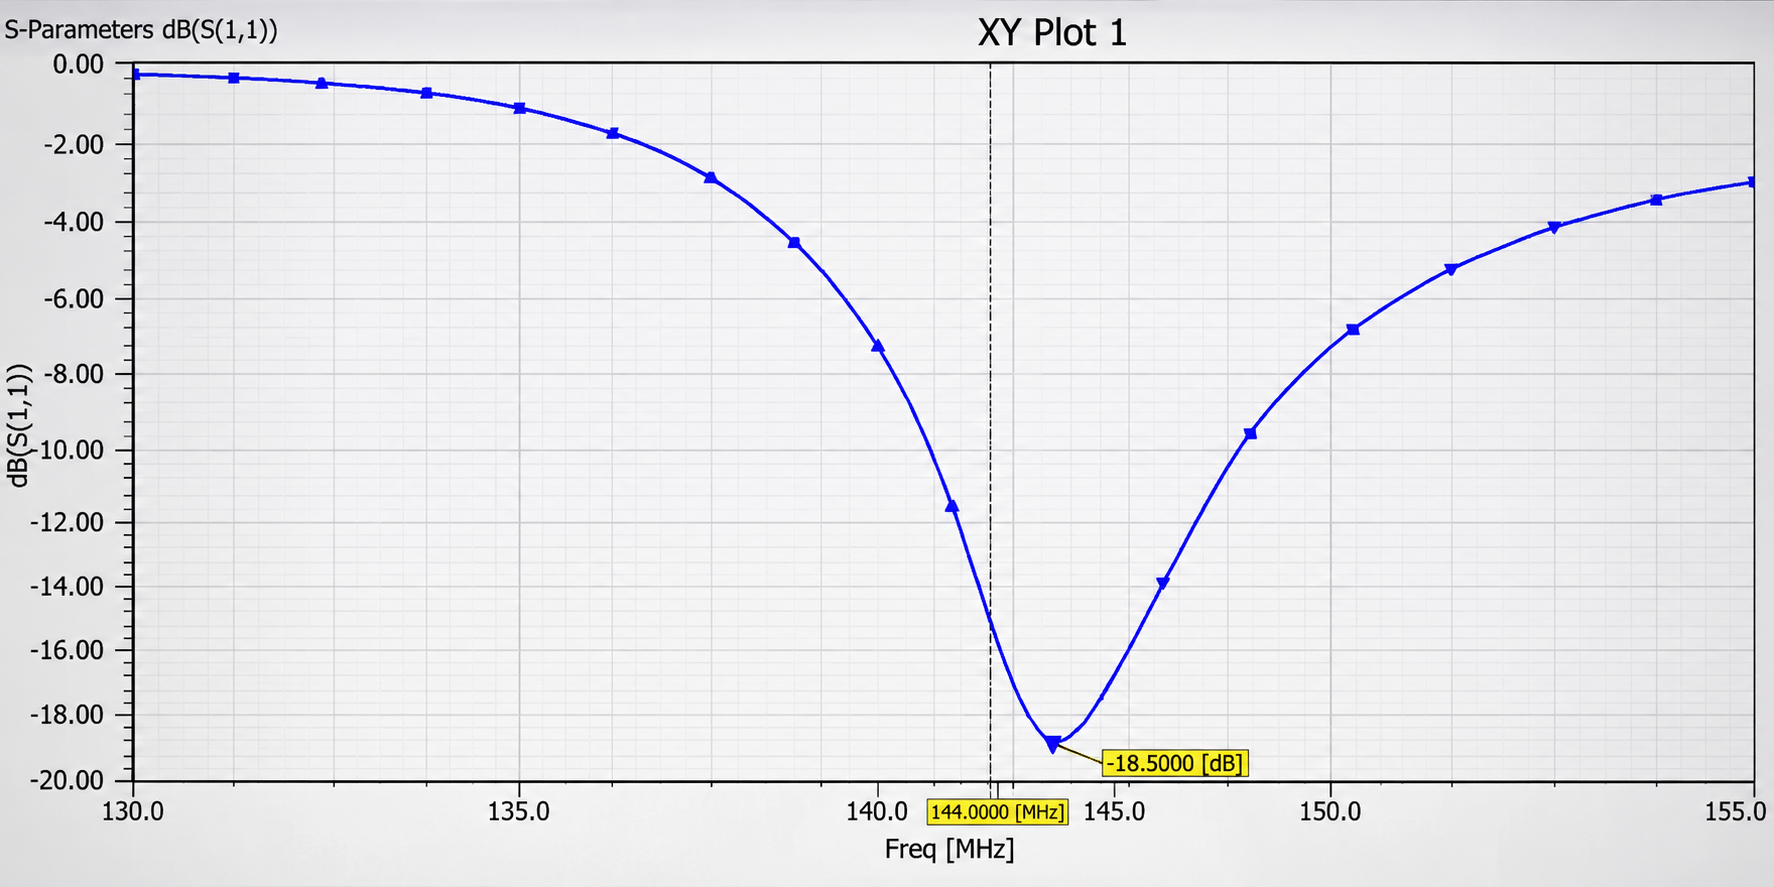 S-Parameters dB(S(1,1))
XY Plot 1
0.00
-2.00
-4.00
-6.00
-8.00
-10.00
-12.00
-14.00
-16.00
-18.00
-20.00
dB(S(1,1))
-18.5000 [dB]
130.0 135.0 140.0 144.0000 [MHz] 145.0 150.0 155.0
Freq [MHz]